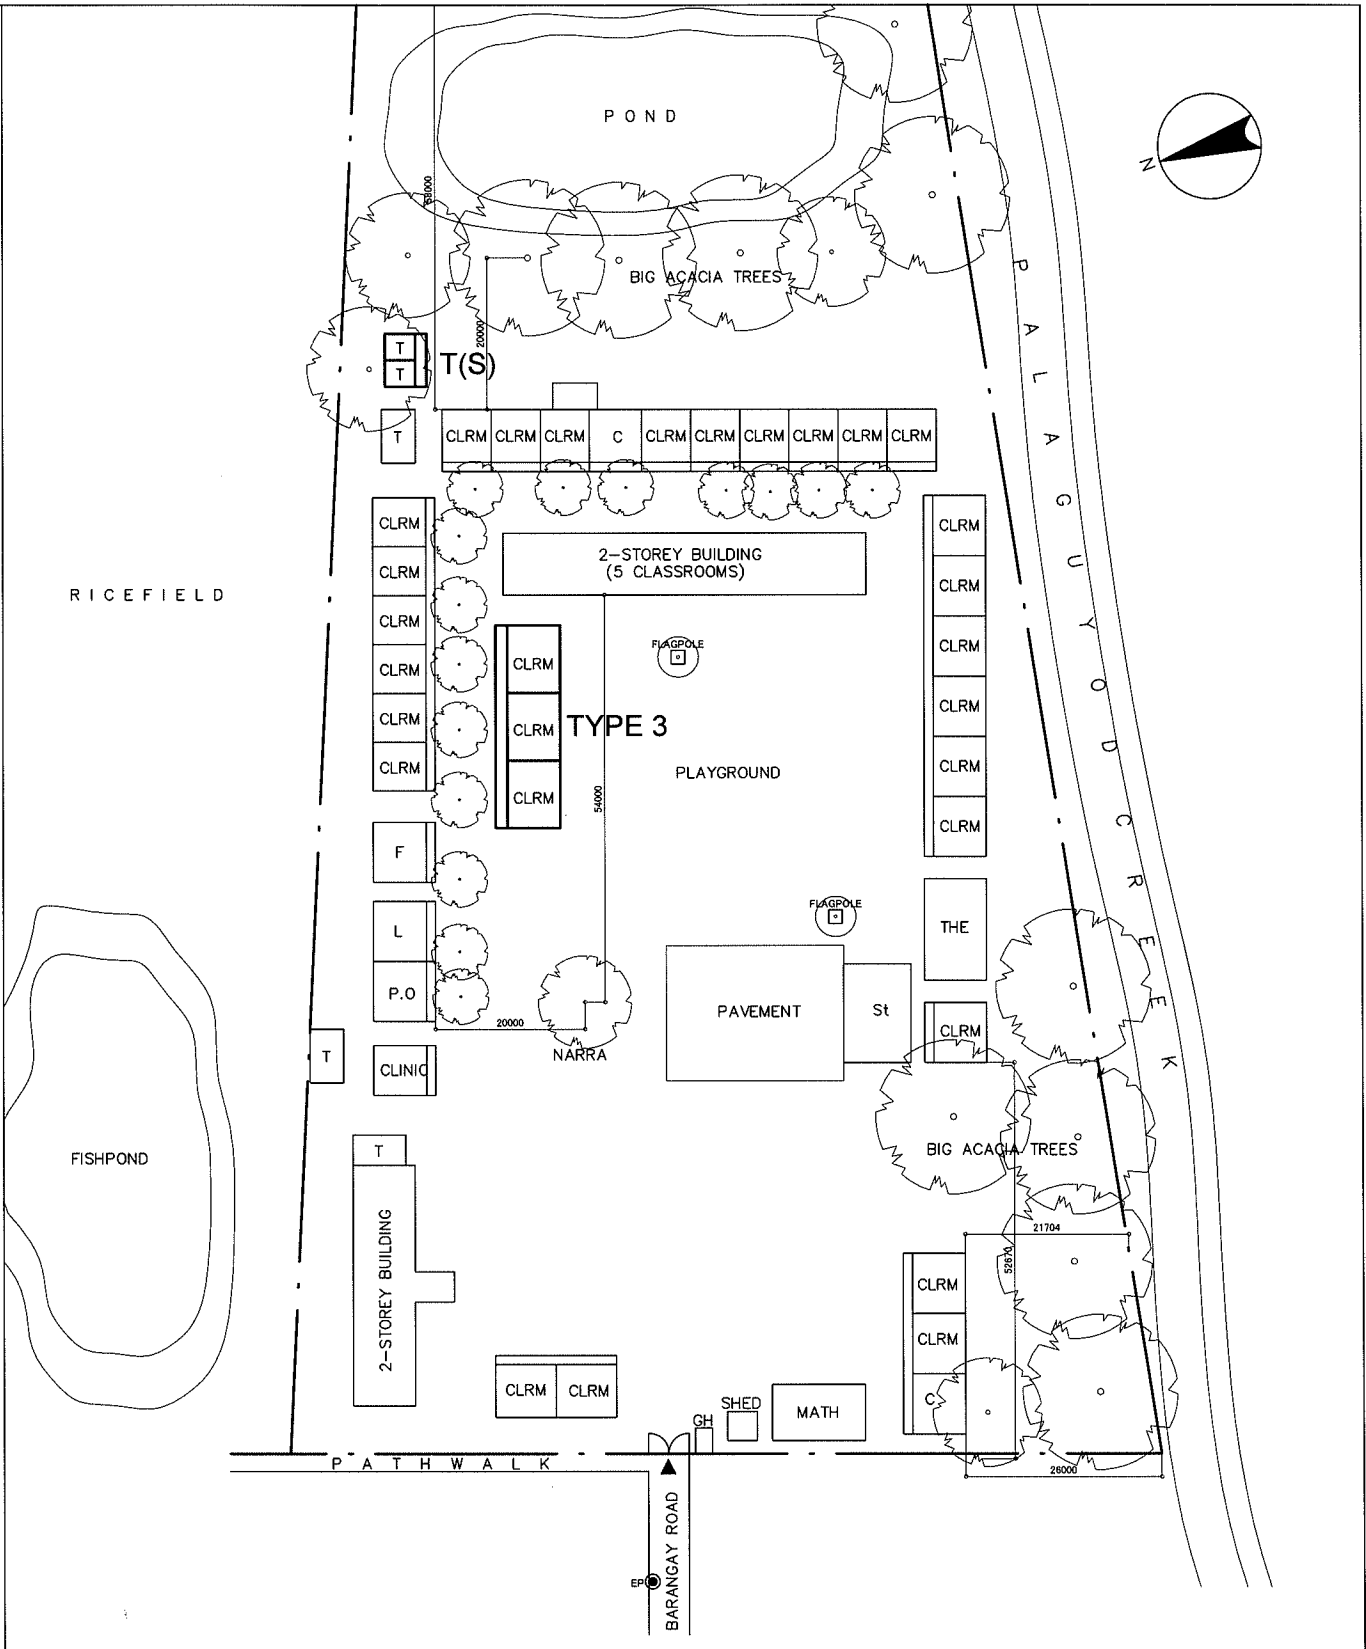 POND
N
58000
BIG ACACIA TREES
20000
PALAGUYOD CREEK
T
T
T(S)
T
CLRM CLRM CLRM C CLRM CLRM CLRM CLRM CLRM CLRM
CLRM
CLRM
CLRM
CLRM
CLRM
CLRM
2-STOREY BUILDING
(5 CLASSROOMS)
CLRM
CLRM
CLRM
CLRM
CLRM
CLRM
RICEFIELD
FLAGPOLE
CLRM
CLRM
CLRM
TYPE 3
PLAYGROUND
54000
F
FLAGPOLE
THE
L
P.O
PAVEMENT
St
CLRM
20000
NARRA
T
CLINIC
FISHPOND
T
BIG ACACIA TREES
2-STOREY BUILDING
21704
52670
CLRM
CLRM
C
CLRM CLRM
GH
SHED
MATH
PATHWALK
26000
BARANGAY ROAD
EP